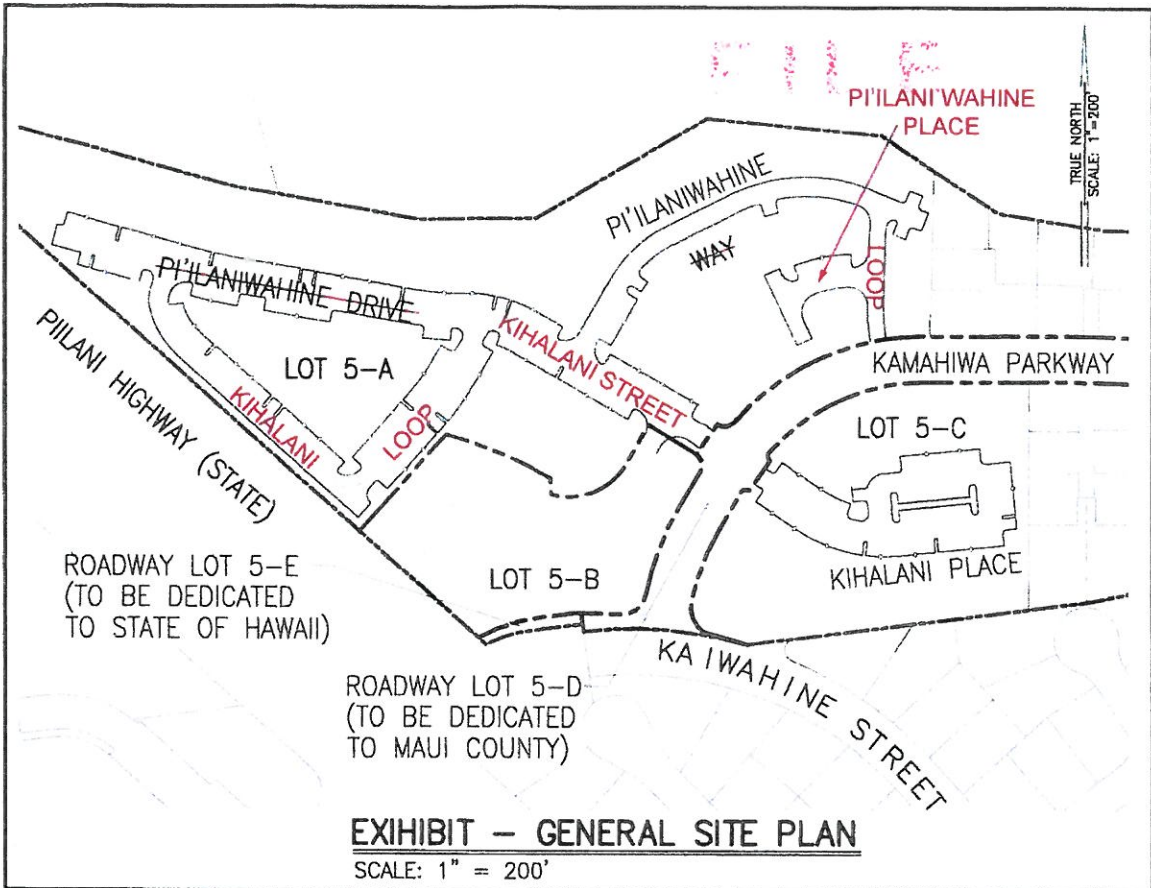 FILE
PI'ILANI'WAHINE
PLACE
TRUE NORTH
SCALE: 1"=200'
PI'ILANIWAHINE
WAY
LOOP
PI'ILANIWAHINE DRIVE
KIHALANI STREET
LOT 5-A
KAMAHIWA PARKWAY
PIILANI HIGHWAY (STATE)
KIHALANI
LOOP
LOT 5-C
ROADWAY LOT 5-E
(TO BE DEDICATED
TO STATE OF HAWAII)
LOT 5-B
KIHALANI PLACE
KA IWAHINE STREET
ROADWAY LOT 5-D
(TO BE DEDICATED
TO MAUI COUNTY)
EXIHIBIT - GENERAL SITE PLAN
SCALE: 1" = 200'